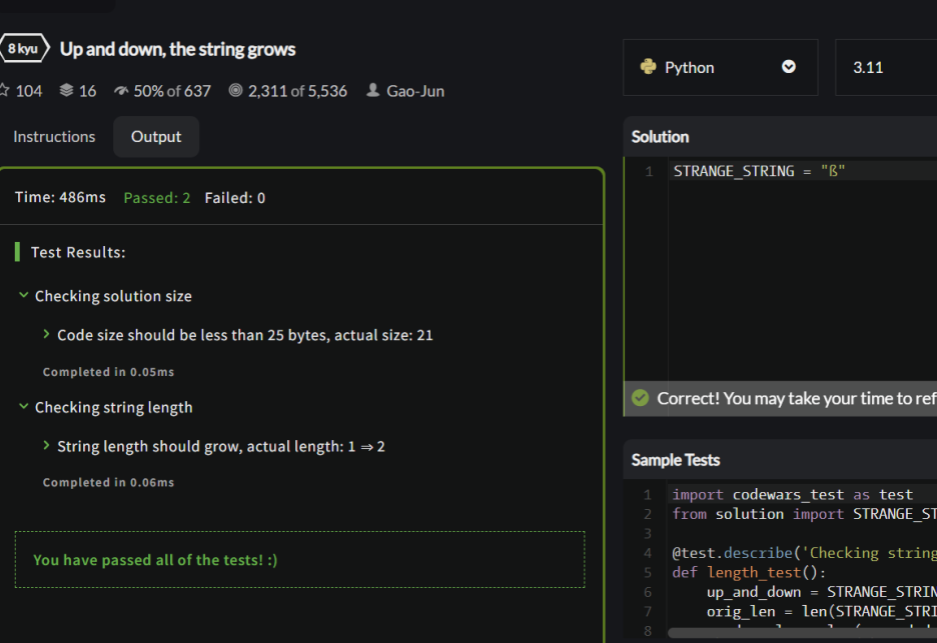 8 kyu Up and down, the string grows
104 16 50% of 637 2,311 of 5,536 Gao-Jun
Instructions Output
Time: 486ms Passed: 2 Failed: 0
Test Results:
Checking solution size
Code size should be less than 25 bytes, actual size: 21
Completed in 0.05ms
Checking string length
String length should grow, actual length: 1 ⇒ 2
Completed in 0.06ms
You have passed all of the tests! :)
Python 3.11
Solution
1 STRANGE_STRING = "ß"
Correct! You may take your time to ref
Sample Tests
1 import codewars_test as test
2 from solution import STRANGE_ST
3
4 @test.describe('Checking string
5 def length_test():
6 up_and_down = STRANGE_STRIN
7 orig_len = len(STRANGE_STRI
8